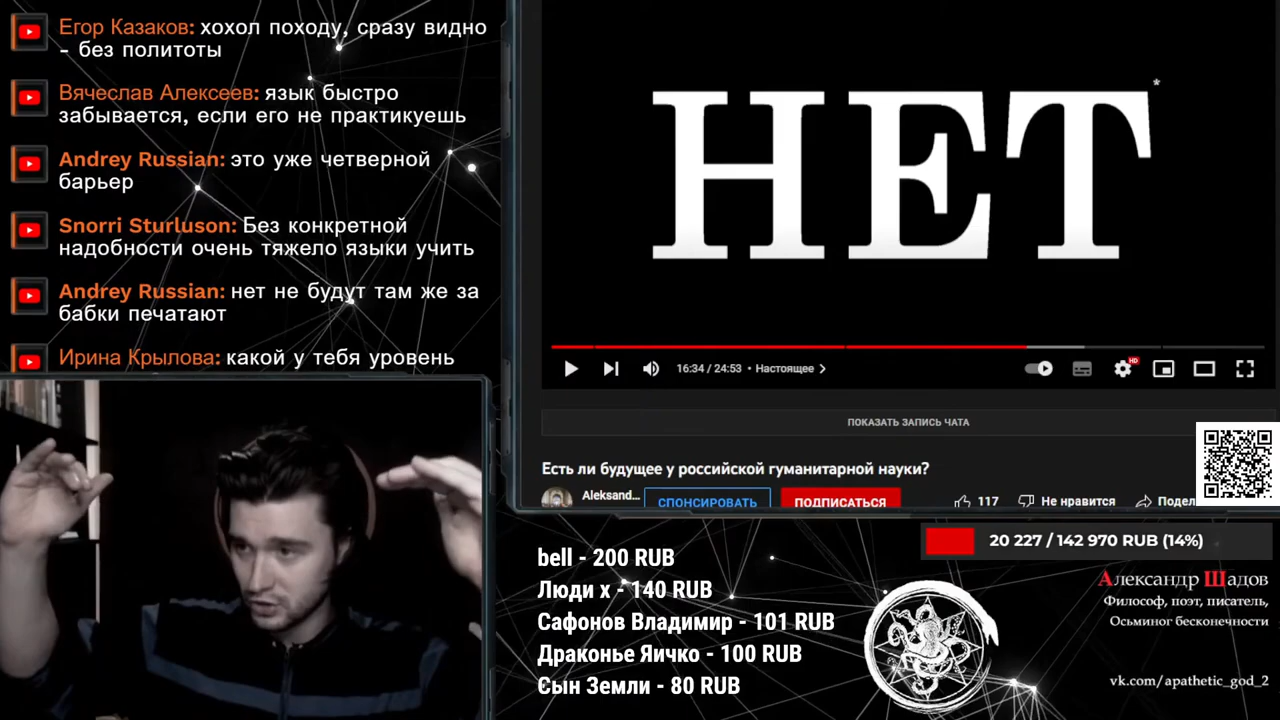 Егор Казаков: хохол походу, сразу видно
- без политоты
Вячеслав Алексеев: язык быстро
забывается, если его не практикуешь
Andrey Russian: это уже четверной
барьер
Snorri Sturluson: Без конкретной
надобности очень тяжело языки учить
Andrey Russian: нет не будут там же за
бабки печатают
Ирина Крылова: какой у тебя уровень
НЕТ*
16:34 / 24:53 • Настоящее
HD
ПОКАЗАТЬ ЗАПИСЬ ЧАТА
Есть ли будущее у российской гуманитарной науки?
Aleksand...
СПОНСИРОВАТЬ
ПОДПИСАТЬСЯ
117
Не нравится
Подел
20 227 / 142 970 RUB (14%)
bell - 200 RUB
Люди х - 140 RUB
Сафонов Владимир - 101 RUB
Драконье Яичко - 100 RUB
Сын Земли - 80 RUB
Александр Шадов
Философ, поэт, писатель,
Осьминог бесконечности
vk.com/apathetic_god_2